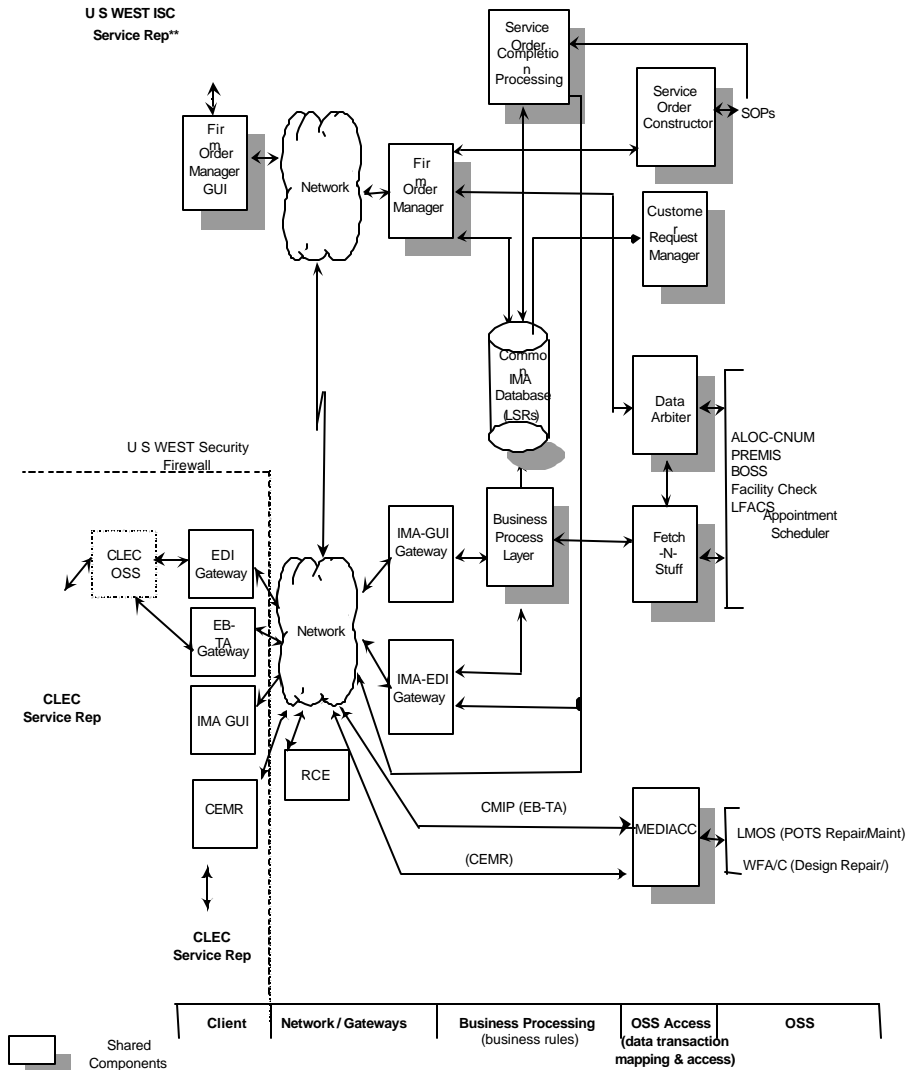 U S WEST ISC
Service Rep**
Service
Order
Completio
n
Processing
Service
Order
Constructor
SOPs
Fir
m
Order
Manager
GUI
Network
Fir
m
Order
Manager
Custome
r
Request
Manager
Commo
n
IMA
Database
(LSRs)
Data
Arbiter
ALOC-CNUM
PREMIS
BOSS
Facility Check
LFACS
Appointment
Scheduler
U S WEST Security
Firewall
CLEC
OSS
EDI
Gateway
IMA-GUI
Gateway
Business
Process
Layer
Fetch
-N-
Stuff
EB-
TA
Gateway
Network
IMA-EDI
Gateway
CLEC
Service Rep
IMA GUI
RCE
CEMR
CMIP (EB-TA)
MEDIACC
LMOS (POTS Repair/Maint)
(CEMR)
WFA/C (Design Repair/)
CLEC
Service Rep
Client
Network / Gateways
Business Processing
(business rules)
OSS Access
(data transaction
mapping & access)
OSS
Shared
Components